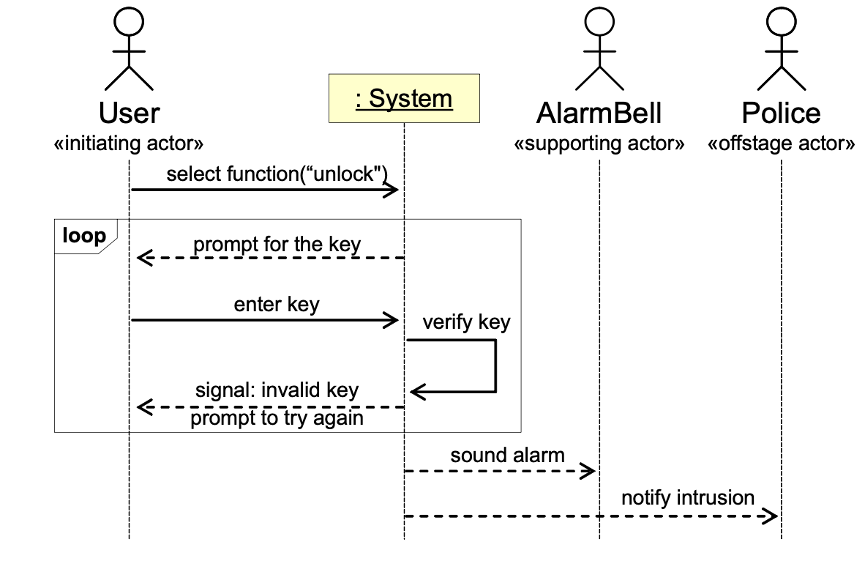 User
«initiating actor»
: System
AlarmBell
«supporting actor»
Police
«offstage actor»
select function(“unlock")
loop
prompt for the key
enter key
verify key
signal: invalid key
prompt to try again
sound alarm
notify intrusion